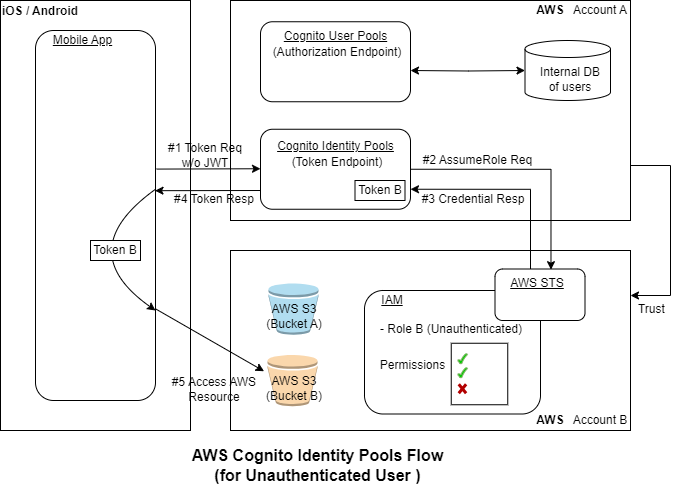 iOS / Android
AWS Account A
Mobile App
Cognito User Pools
(Authorization Endpoint)
Internal DB
of users
#1 Token Req
w/o JWT
Cognito Identity Pools
(Token Endpoint)
#2 AssumeRole Req
Token B
#4 Token Resp
#3 Credential Resp
Token B
AWS STS
AWS S3
(Bucket A)
IAM
Trust
- Role B (Unauthenticated)
Permissions
#5 Access AWS
Resource
AWS S3
(Bucket B)
AWS Account B
AWS Cognito Identity Pools Flow
(for Unauthenticated User )